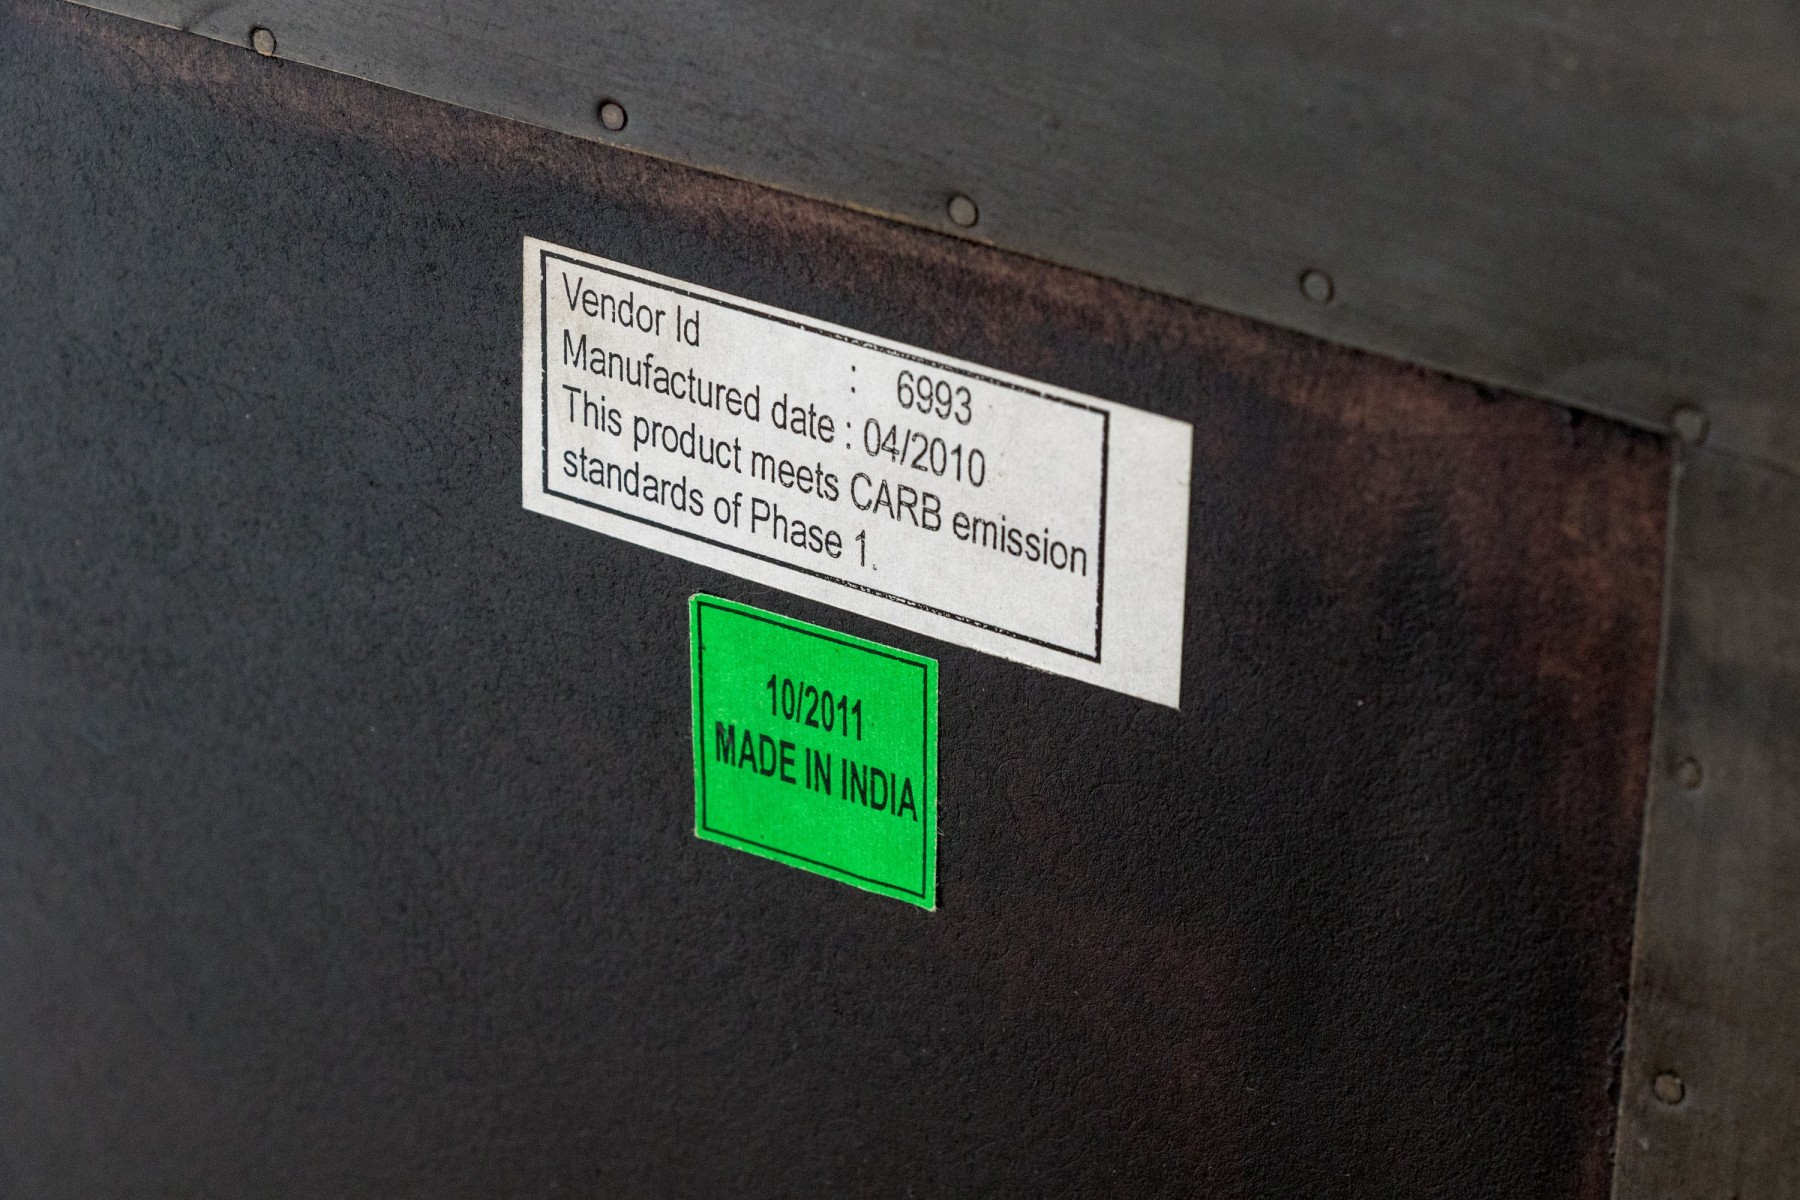 Vendor Id : 6993
Manufactured date : 04/2010
This product meets CARB emission
standards of Phase 1.
10/2011
MADE IN INDIA